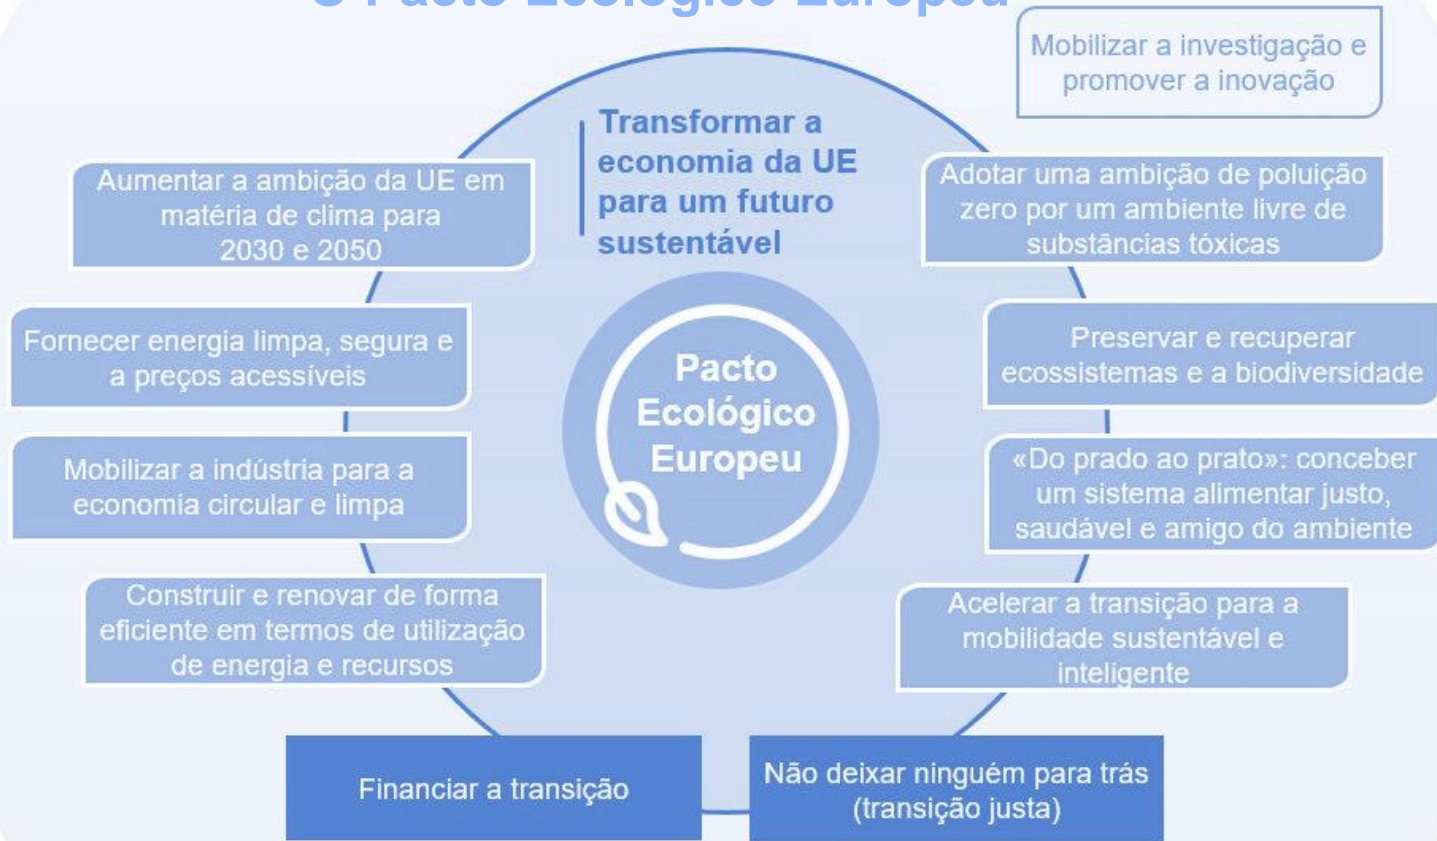 O Pacto Ecológico Europeu
Mobilizar a investigação e
promover a inovação
Transformar a
economia da UE
para um futuro
sustentável
Aumentar a ambição da UE em
matéria de clima para
2030 e 2050
Adotar uma ambição de poluição
zero por um ambiente livre de
substâncias tóxicas
Fornecer energia limpa, segura e
a preços acessíveis
Preservar e recuperar
ecossistemas e a biodiversidade
Pacto
Ecológico
Europeu
Mobilizar a indústria para a
economia circular e limpa
«Do prado ao prato»: conceber
um sistema alimentar justo,
saudável e amigo do ambiente
Construir e renovar de forma
eficiente em termos de utilização
de energia e recursos
Acelerar a transição para a
mobilidade sustentável e
inteligente
Financiar a transição
Não deixar ninguém para trás
(transição justa)